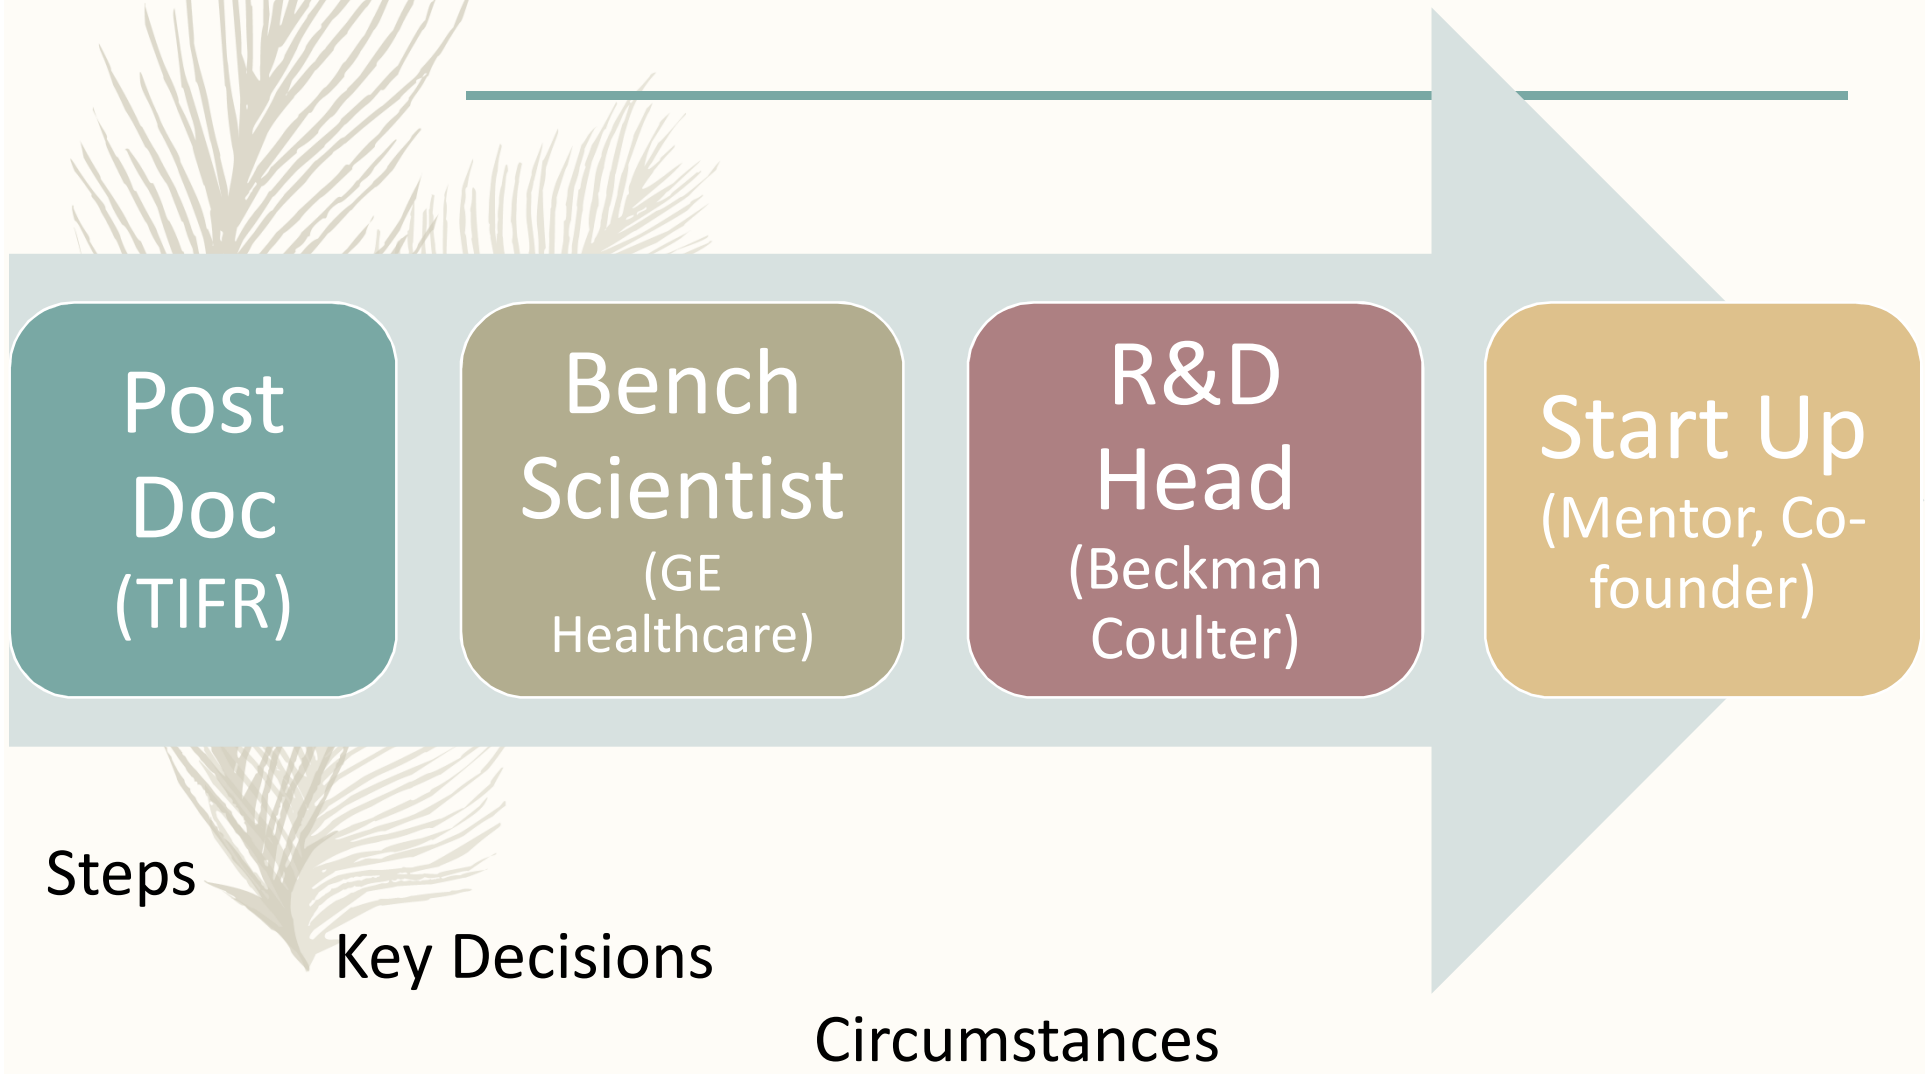 Post
Doc
(TIFR)
Bench
Scientist
(GE
Healthcare)
R&D
Head
(Beckman
Coulter)
Start Up
(Mentor, Co-
founder)
Steps
Key Decisions
Circumstances